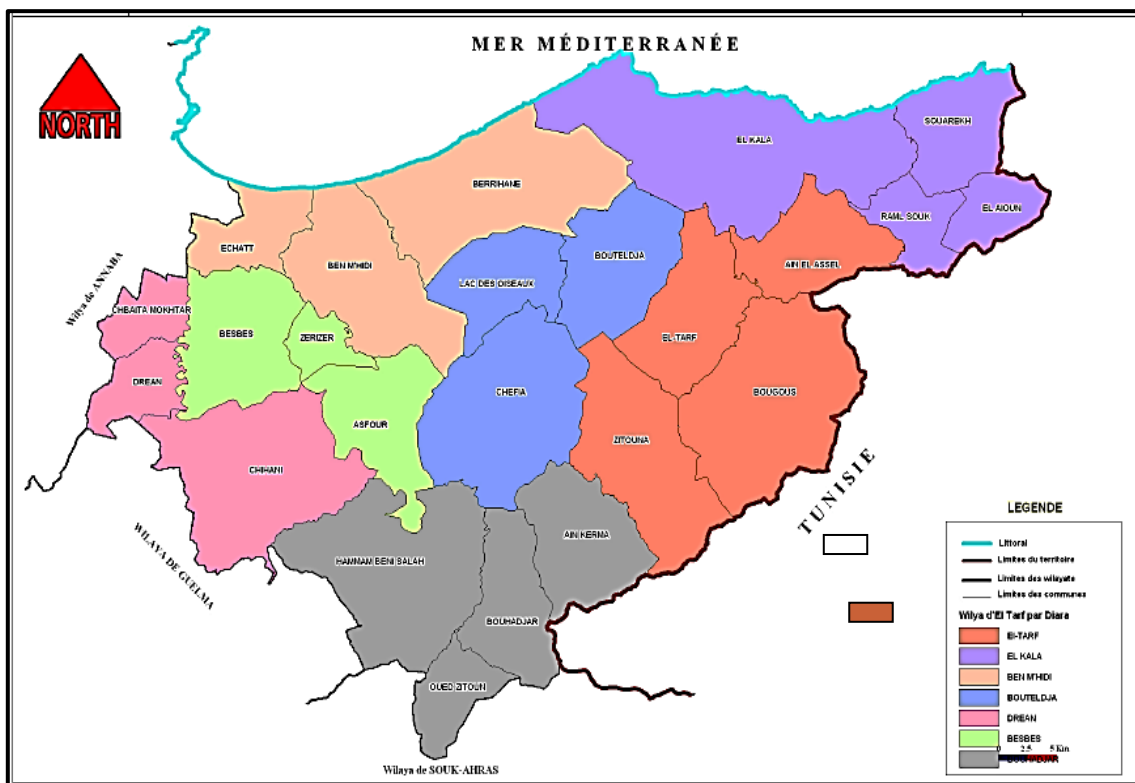 MER MÉDITERRANÉE
NORTH
SOUAREKH
EL KALA
BERRIHANE
EL AIOUN
RAML SOUK
ECHATT
BEN M'HIDI
BOUTELDJA
AIN EL ASSEL
LAC DES OISEAUX
Wilya de ANNABA
CHBAITA MOKHTAR
BESBES
ZERIZER
EL-TARF
DREAN
CHEFIA
BOUGOUS
ASFOUR
ZITOUNA
CHIHANI
TUNISIE
WILAYA DE GUELMA
HAMMAM BENI SALAH
AIN KERMA
BOUHADJAR
OUED ZITOUN
Wilaya de SOUK-AHRAS
LEGENDE
Littoral
Limites du territoire
Limites des wilayate
Limites des communes
Wilya d'El Tarf par Diara
El-TARF
EL KALA
BEN M'HIDI
BOUTELDJA
DREAN
BESBES
0 2.5 5 Km